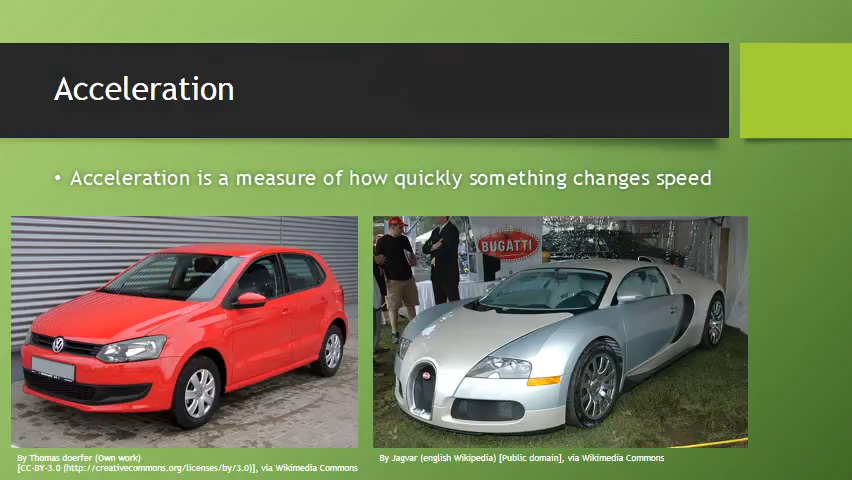 Acceleration
• Acceleration is a measure of how quickly something changes speed
BUGATTI
By Thomas doerfer (Own work)
[CC-BY-3.0 (http://creativecommons.org/licenses/by/3.0)], via Wikimedia Commons
By Jagvar (english Wikipedia) [Public domain], via Wikimedia Commons